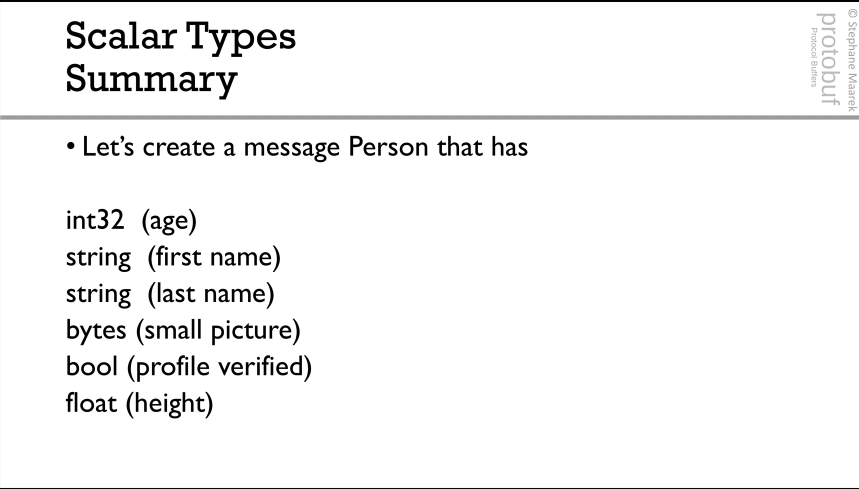 Scalar Types
Summary
© Stephane Maarek
protobuf
Protocol Buffers
• Let's create a message Person that has
int32 (age)
string (first name)
string (last name)
bytes (small picture)
bool (profile verified)
float (height)